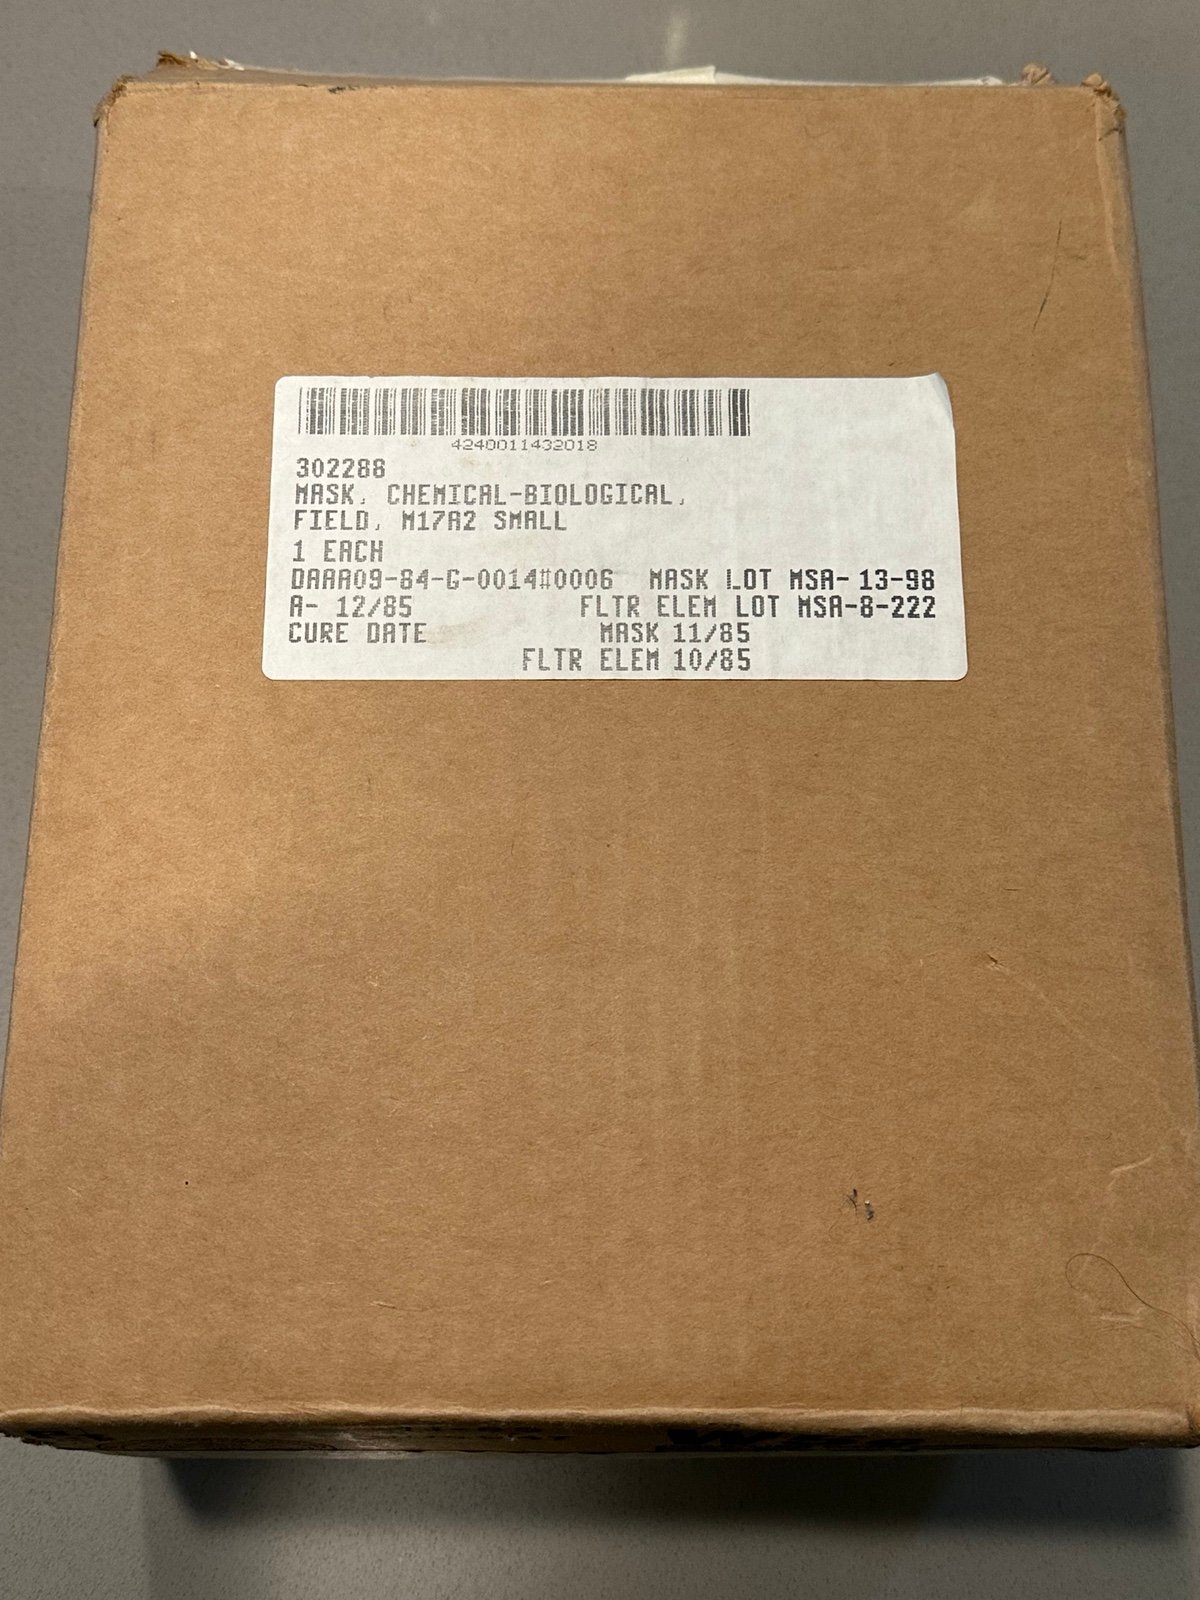 4240011432018
302288
MASK, CHEMICAL-BIOLOGICAL,
FIELD, M17A2 SMALL
1 EACH
DAAA09-84-G-0014#0006 MASK LOT MSA- 13-98
A- 12/85 FLTR ELEM LOT MSA-8-222
CURE DATE MASK 11/85
FLTR ELEM 10/85